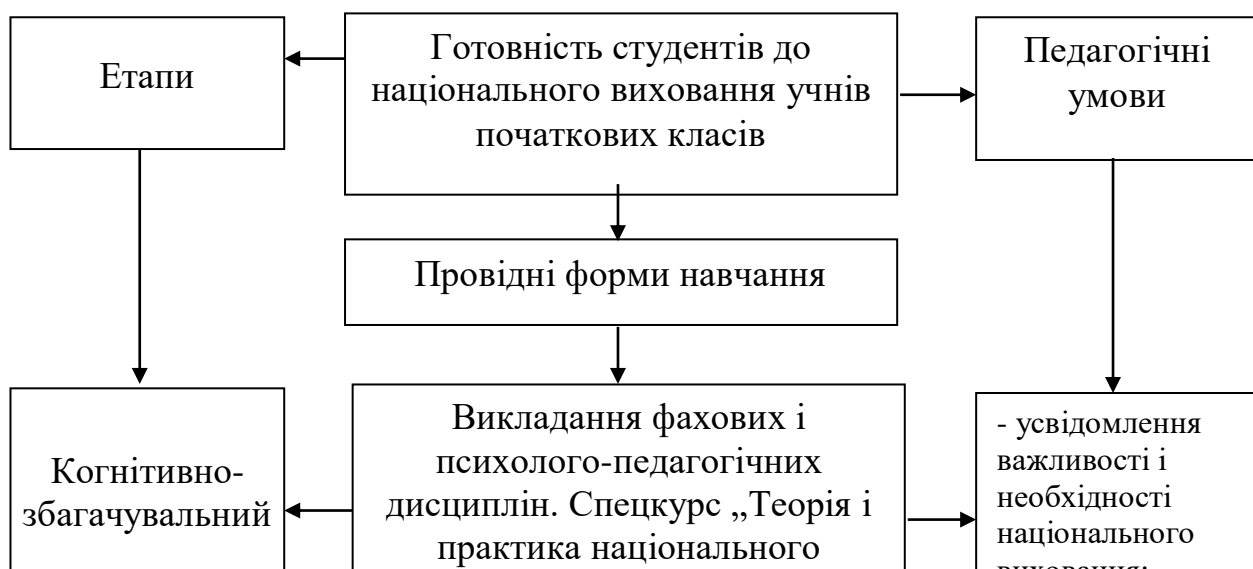 Етапи
Готовність студентів до
національного виховання учнів
початкових класів
Педагогічні
умови
Провідні форми навчання
Когнітивно-
збагачувальний
Викладання фахових і
психолого-педагогічних
дисциплін. Спецкурс „Теорія і
практика національного
- усвідомлення
важливості і
необхідності
національного
виховання;